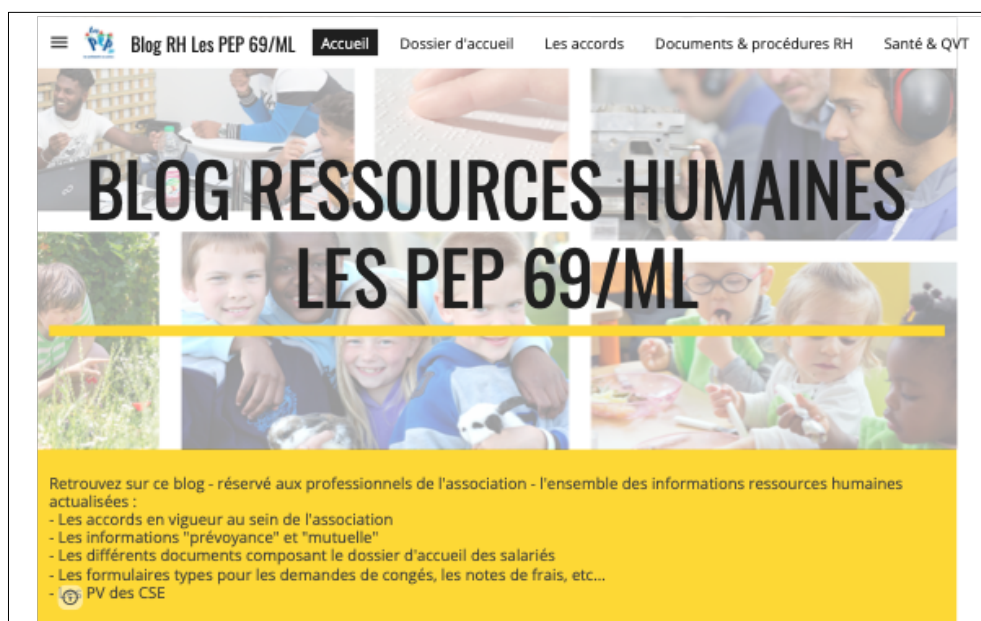 Blog RH Les PEP 69/ML Accueil Dossier d'accueil Les accords Documents & procédures RH Santé & QVT
BLOG RESSOURCES HUMAINES
LES PEP 69/ML
Retrouvez sur ce blog - réservé aux professionnels de l'association - l'ensemble des informations ressources humaines
actualisées :
- Les accords en vigueur au sein de l'association
- Les informations "prévoyance" et "mutuelle"
- Les différents documents composant le dossier d'accueil des salariés
- Les formulaires types pour les demandes de congés, les notes de frais, etc...
- Les PV des CSE